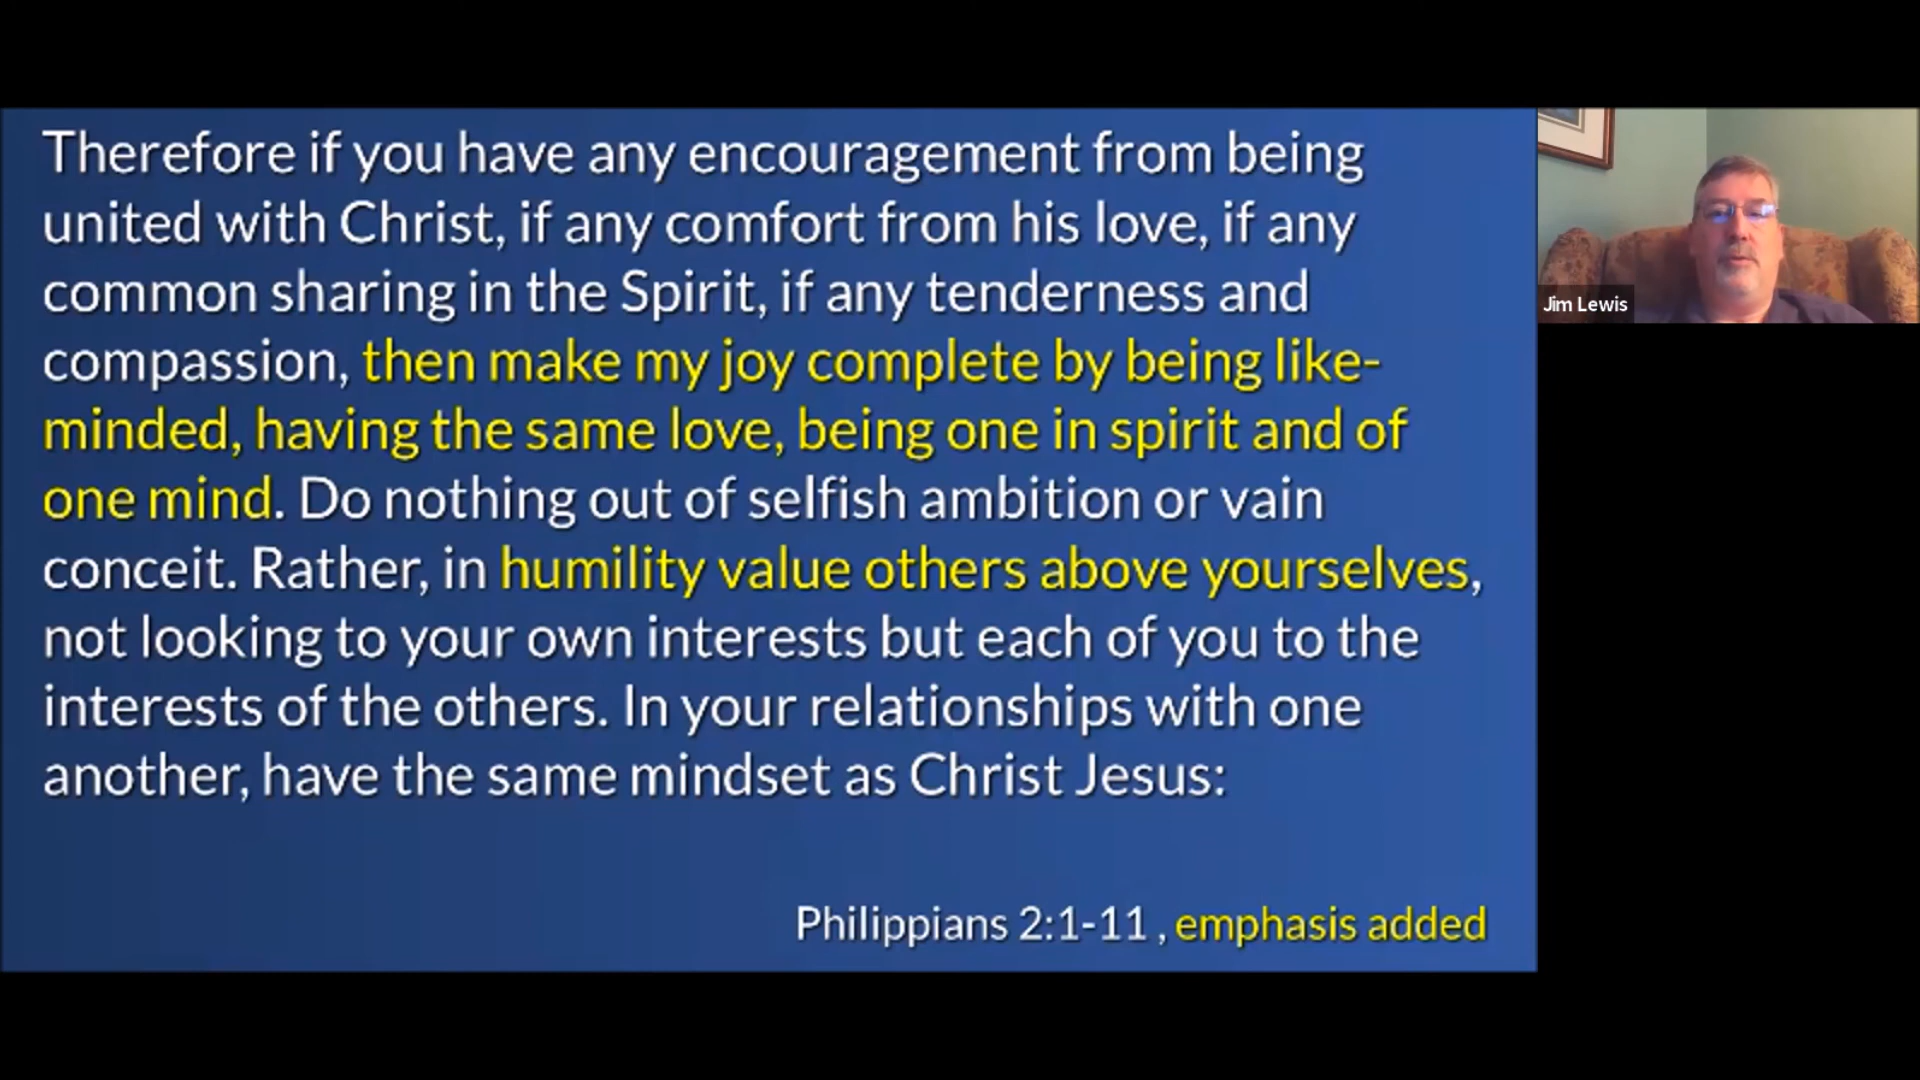 Therefore if you have any encouragement from being
united with Christ, if any comfort from his love, if any
common sharing in the Spirit, if any tenderness and
compassion, then make my joy complete by being like-
minded, having the same love, being one in spirit and of
one mind. Do nothing out of selfish ambition or vain
conceit. Rather, in humility value others above yourselves,
not looking to your own interests but each of you to the
interests of the others. In your relationships with one
another, have the same mindset as Christ Jesus:
Philippians 2:1-11 , emphasis added
Jim Lewis